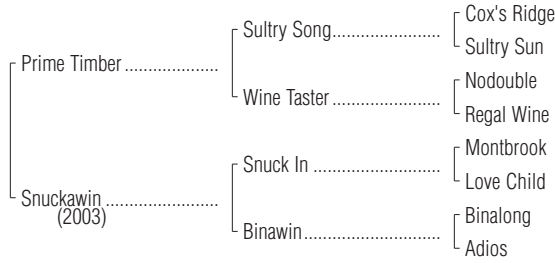 Cox's Ridge
Sultry Song
Sultry Sun
Prime Timber
Nodouble
Wine Taster
Regal Wine
Montbrook
Snuck In
Love Child
Snuckawin
(2003)
Binalong
Binawin
Adios